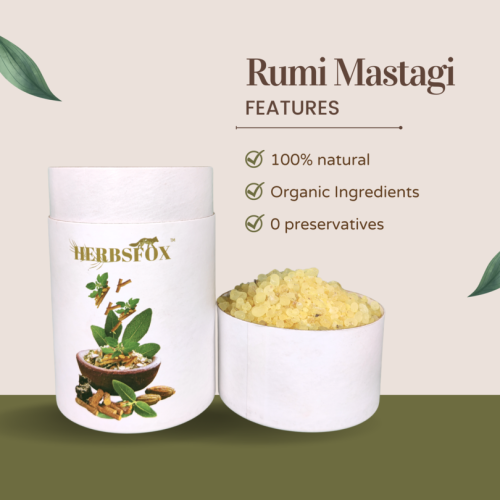 Rumi Mastagi
FEATURES
100% natural
Organic Ingredients
0 preservatives
HERBSFOX